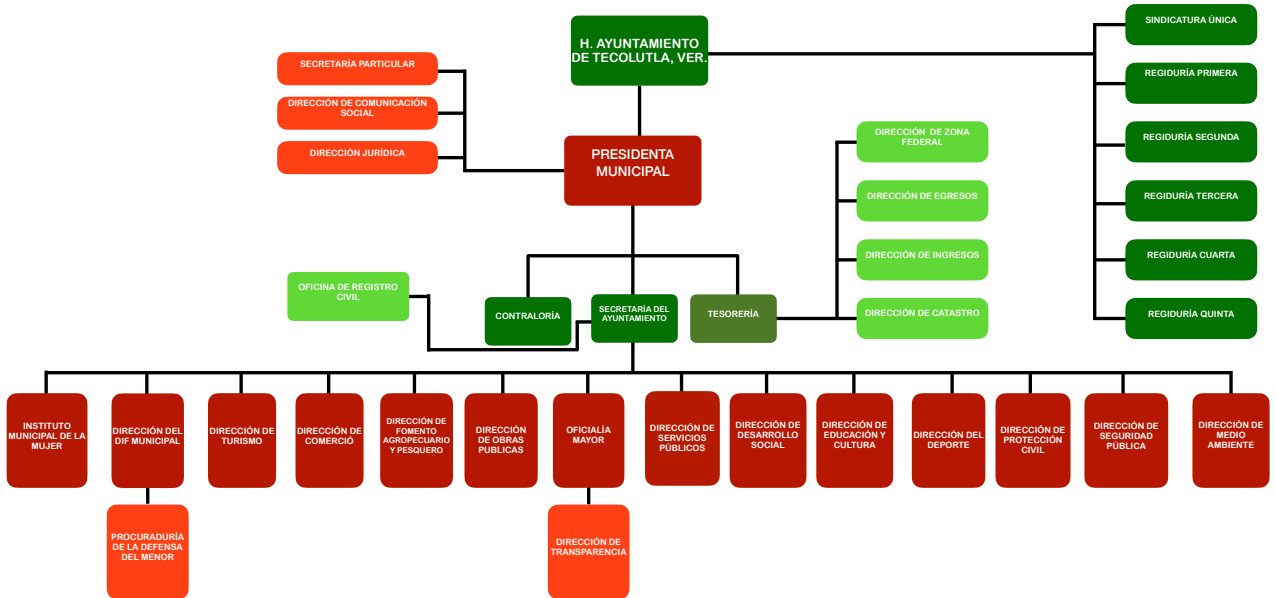 H. AYUNTAMIENTO
DE TECOLUTLA, VER.
SECRETARÍA PARTICULAR
DIRECCIÓN DE COMUNICACIÓN
SOCIAL
DIRECCIÓN JURÍDICA
PRESIDENTA
MUNICIPAL
DIRECCIÓN DE ZONA
FEDERAL
DIRECCIÓN DE EGRESOS
DIRECCIÓN DE INGRESOS
DIRECCIÓN DE CATASTRO
SINDICATURA ÚNICA
REGIDURÍA PRIMERA
REGIDURÍA SEGUNDA
REGIDURÍA TERCERA
REGIDURÍA CUARTA
REGIDURÍA QUINTA
OFICINA DE REGISTRO
CIVIL
CONTRALORÍA
SECRETARÍA DEL
AYUNTAMIENTO
TESORERÍA
INSTITUTO
MUNICIPAL DE LA
MUJER
DIRECCIÓN DEL
DIF MUNICIPAL
DIRECCIÓN DE
TURISMO
DIRECCIÓN DE
COMERCIÓ
DIRECCIÓN DE
FOMENTO
AGROPECUARIO
Y PESQUERO
DIRECCIÓN
DE OBRAS
PUBLICAS
OFICIALÍA
MAYOR
DIRECCIÓN DE
SERVICIOS
PÚBLICOS
DIRECCIÓN DE
DESARROLLO
SOCIAL
DIRECCIÓN DE
EDUCACIÓN Y
CULTURA
DIRECCIÓN DEL
DEPORTE
DIRECCIÓN DE
PROTECCIÓN
CIVIL
DIRECCIÓN DE
SEGURIDAD
PÚBLICA
DIRECCIÓN DE
MEDIO
AMBIENTE
PROCURADURÍA
DE LA DEFENSA
DEL MENOR
DIRECCIÓN DE
TRANSPARENCIA